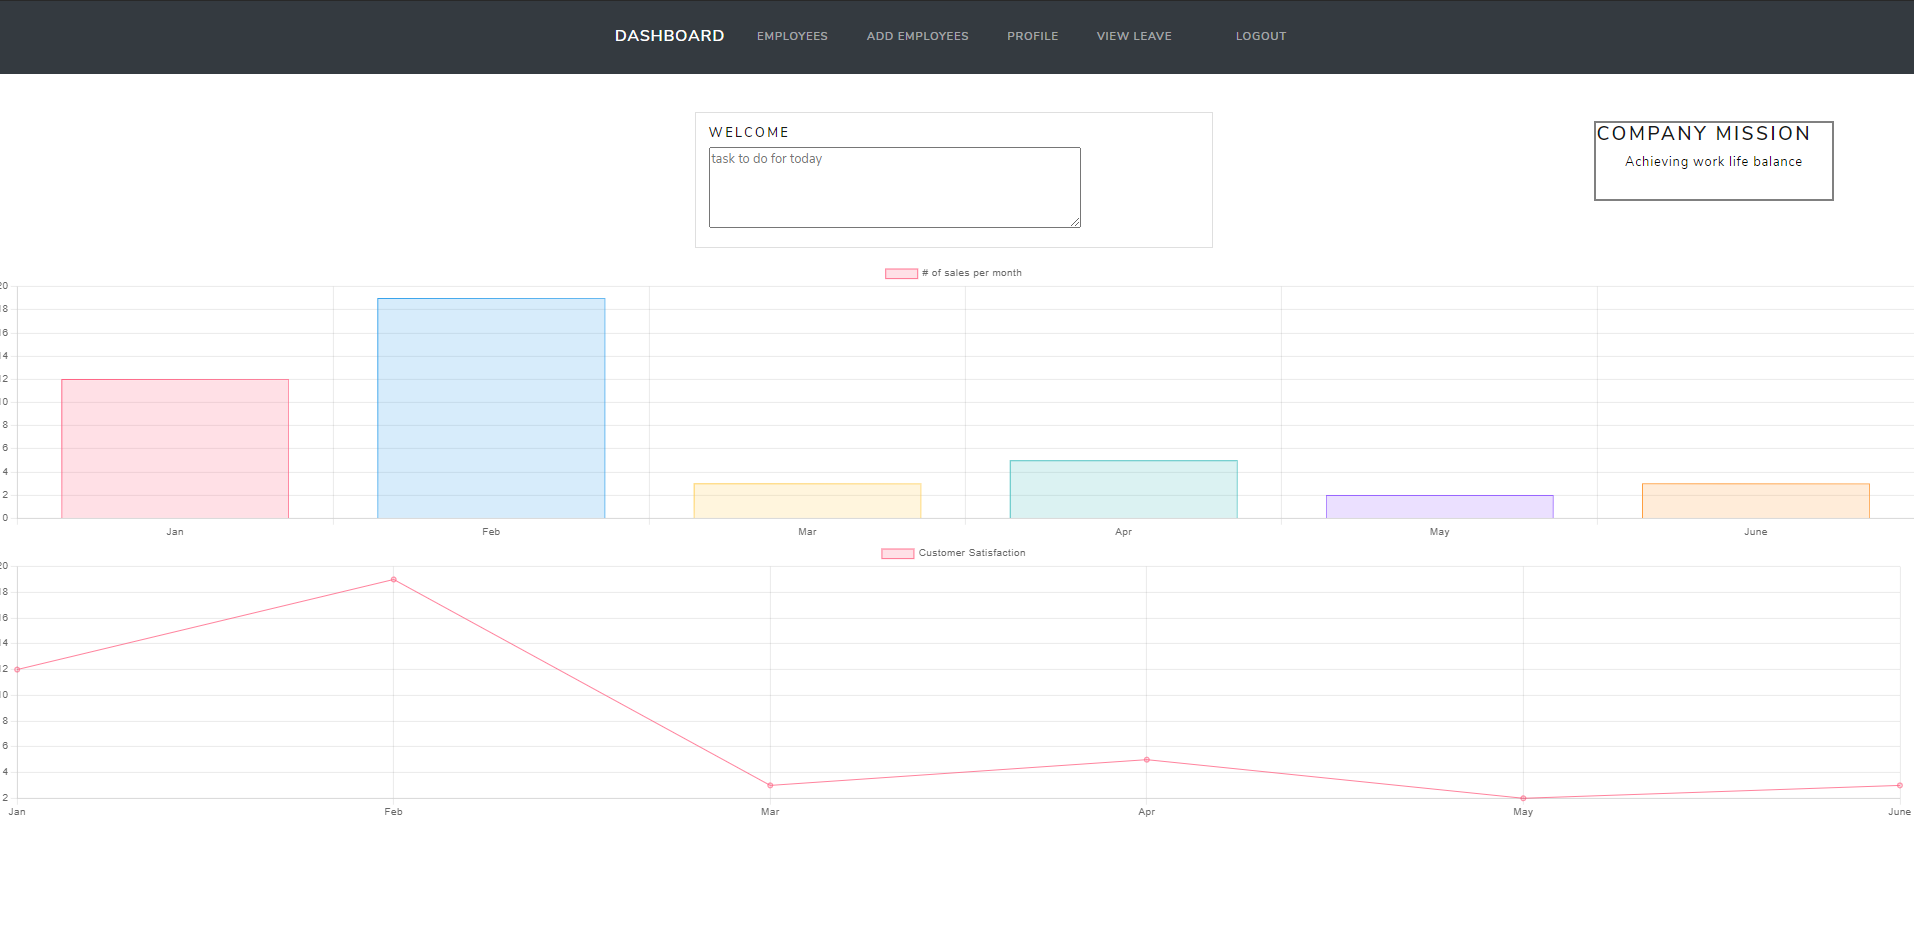 DASHBOARD EMPLOYEES ADD EMPLOYEES PROFILE VIEW LEAVE LOGOUT
WELCOME
task to do for today
COMPANY MISSION
Achieving work life balance
# of sales per month
20
18
16
14
12
10
8
6
4
2
0
Jan Feb Mar Apr May June
Customer Satisfaction
20
18
16
14
12
10
8
6
4
2
Jan Feb Mar Apr May June